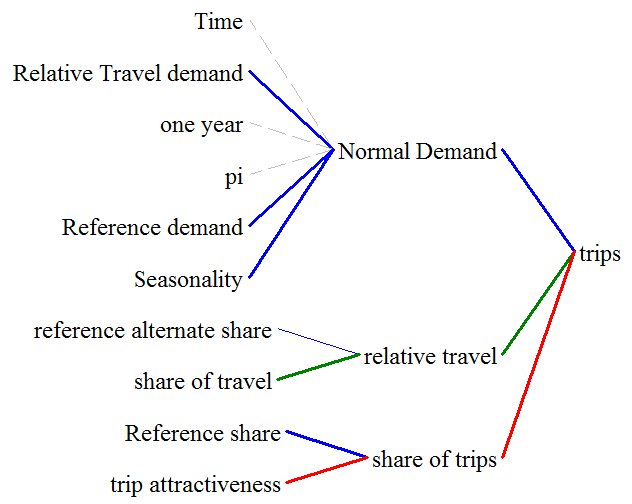 Time
Relative Travel demand
one year
Normal Demand
pi
Reference demand
trips
Seasonality
reference alternate share
relative travel
share of travel
Reference share
share of trips
trip attractiveness